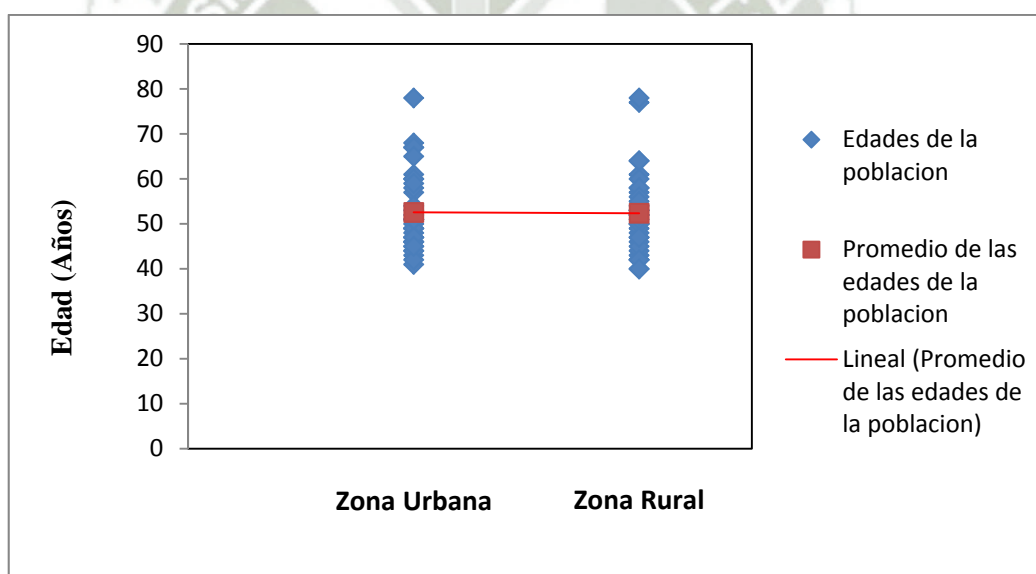 90
80
70
60
50
40
30
20
10
0
Edad (Años)
Zona Urbana
Zona Rural
Edades de la
poblacion
Promedio de las
edades de la
poblacion
Lineal (Promedio
de las edades de
la poblacion)